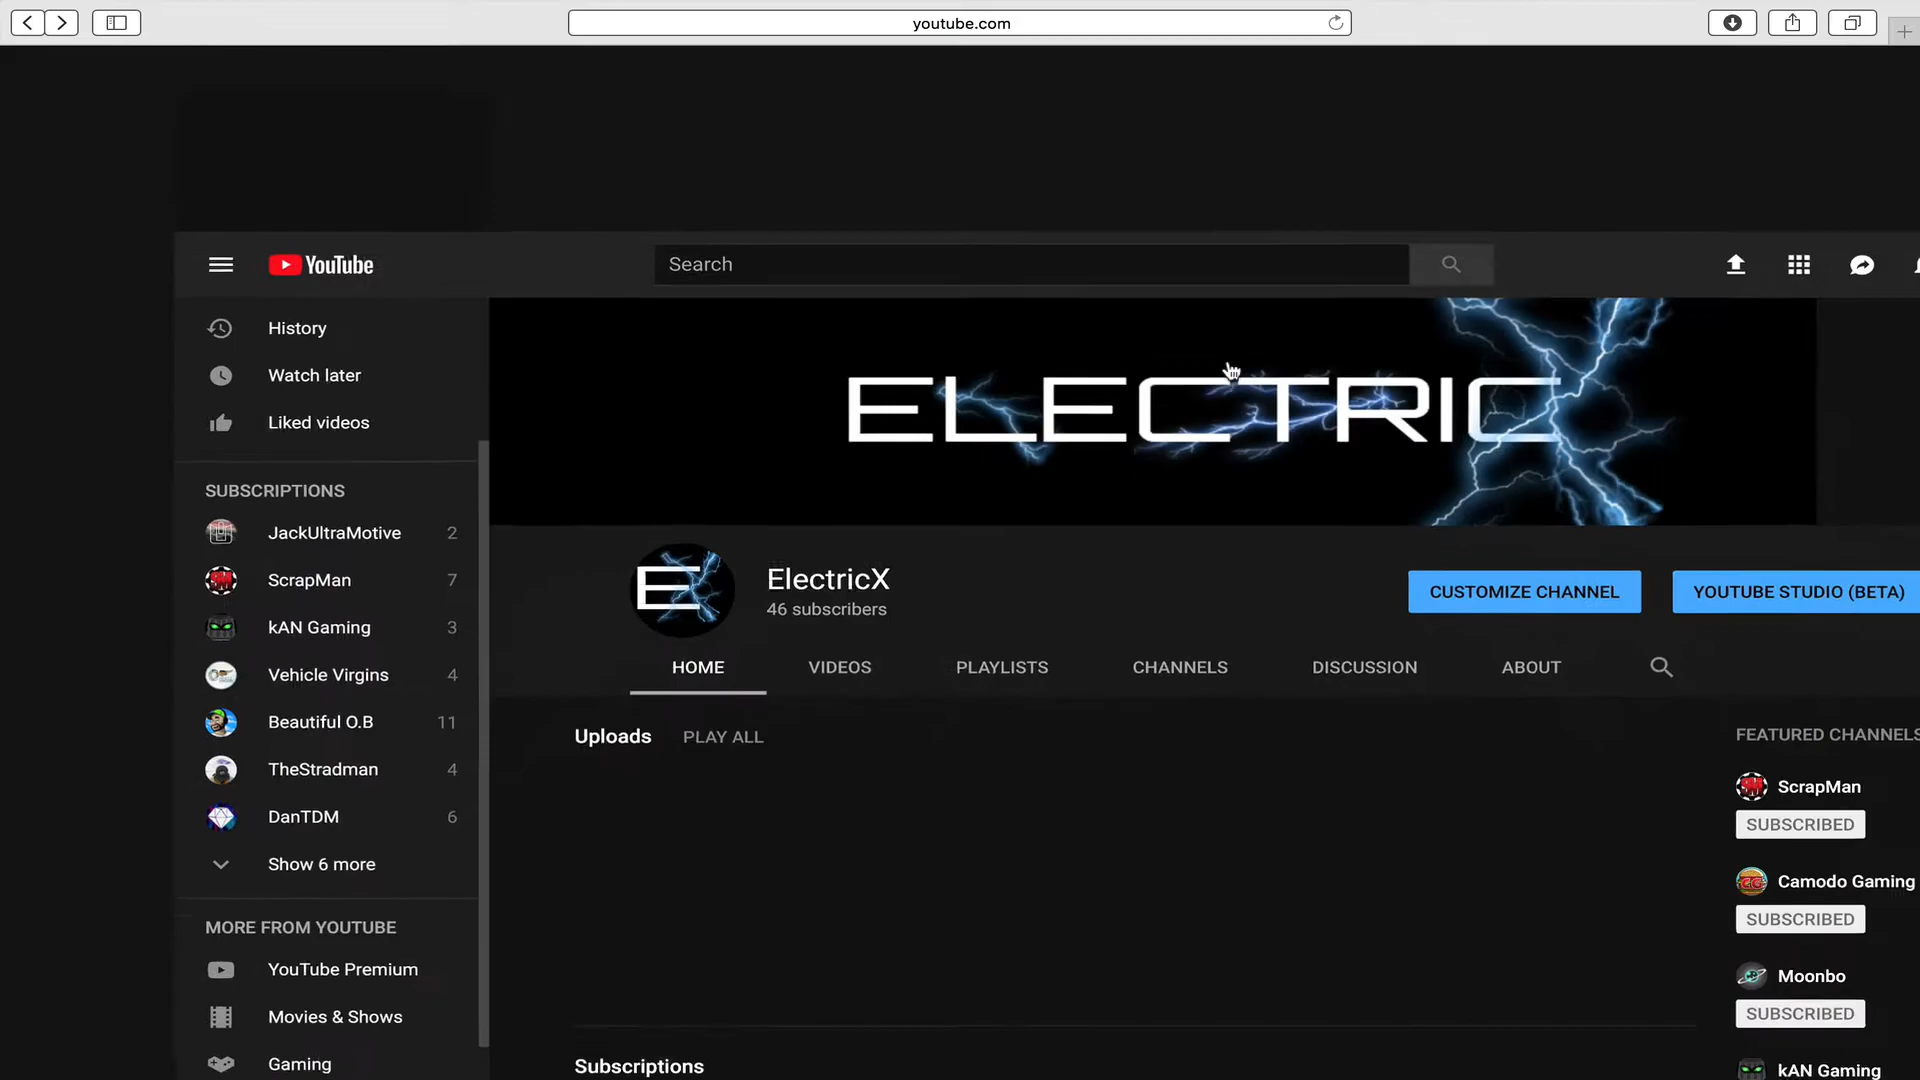 youtube.com
YouTube
Search
History
Watch later
Liked videos
SUBSCRIPTIONS
JackUltraMotive 2
ScrapMan 7
kAN Gaming 3
Vehicle Virgins 4
Beautiful O.B 11
TheStradman 4
DanTDM 6
Show 6 more
MORE FROM YOUTUBE
YouTube Premium
Movies & Shows
Gaming
ELECTRIC X
E X
ElectricX
46 subscribers
CUSTOMIZE CHANNEL
YOUTUBE STUDIO (BETA)
HOME
VIDEOS
PLAYLISTS
CHANNELS
DISCUSSION
ABOUT
Uploads
PLAY ALL
Subscriptions
FEATURED CHANNELS
ScrapMan
SUBSCRIBED
Camodo Gaming
SUBSCRIBED
Moonbo
SUBSCRIBED
kAN Gaming